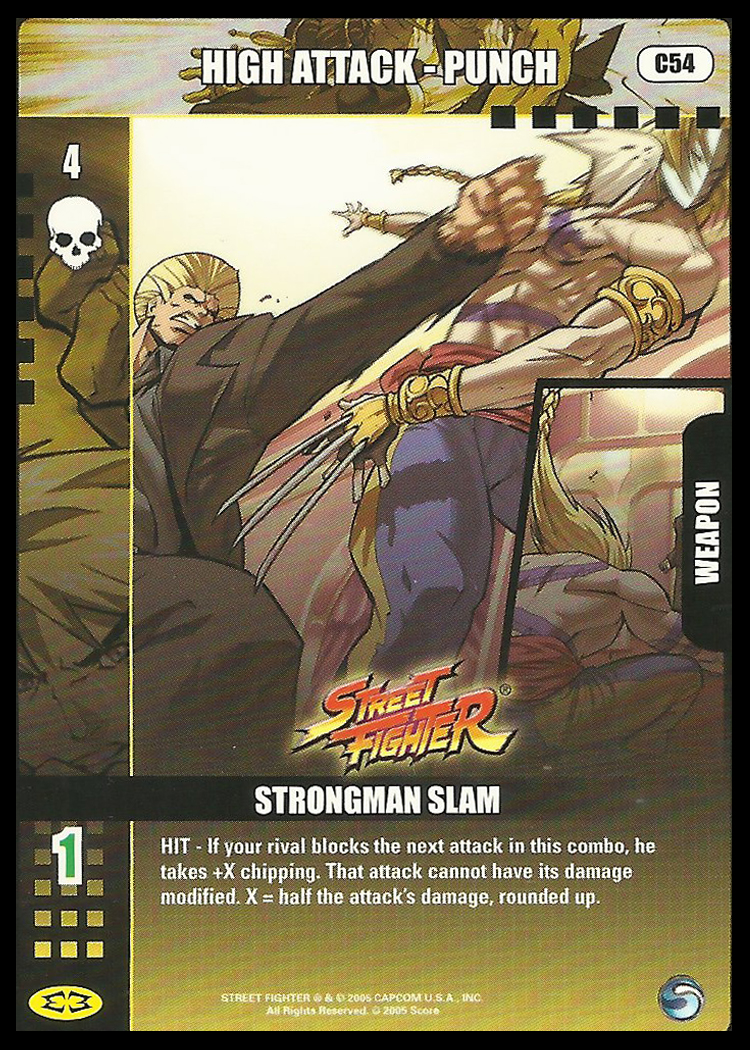 HIGH ATTACK - PUNCH
C54
4
WEAPON
STREET
FIGHTER®
STRONGMAN SLAM
1
HIT - If your rival blocks the next attack in this combo, he
takes +X chipping. That attack cannot have its damage
modified. X = half the attack's damage, rounded up.
STREET FIGHTER ® & © 2005 CAPCOM U.S.A., INC.
All Rights Reserved. © 2005 Score